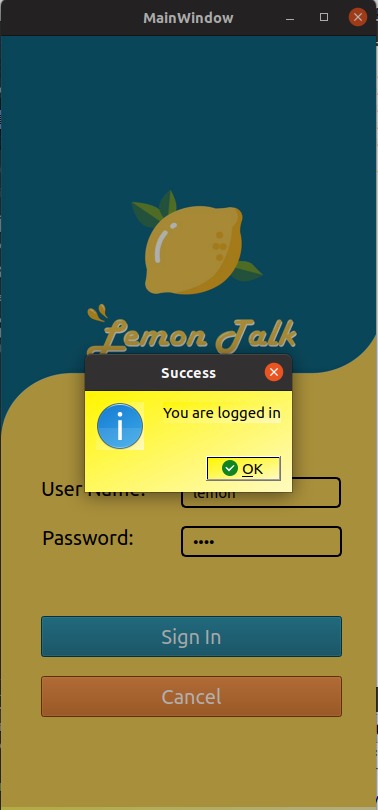 MainWindow
Lemon Talk
Success
You are logged in
OK
User Name:
lemon
Password:
••••
Sign In
Cancel